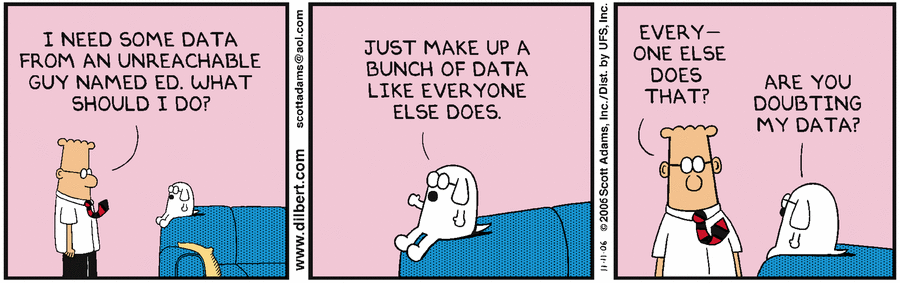 I NEED SOME DATA
FROM AN UNREACHABLE
GUY NAMED ED. WHAT
SHOULD I DO?
www.dilbert.com
scottadams@aol.com
JUST MAKE UP A
BUNCH OF DATA
LIKE EVERYONE
ELSE DOES.
11-11-06 © 2006 Scott Adams, Inc./Dist. by UFS, Inc.
EVERY—
ONE ELSE
DOES
THAT?
ARE YOU
DOUBTING
MY DATA?